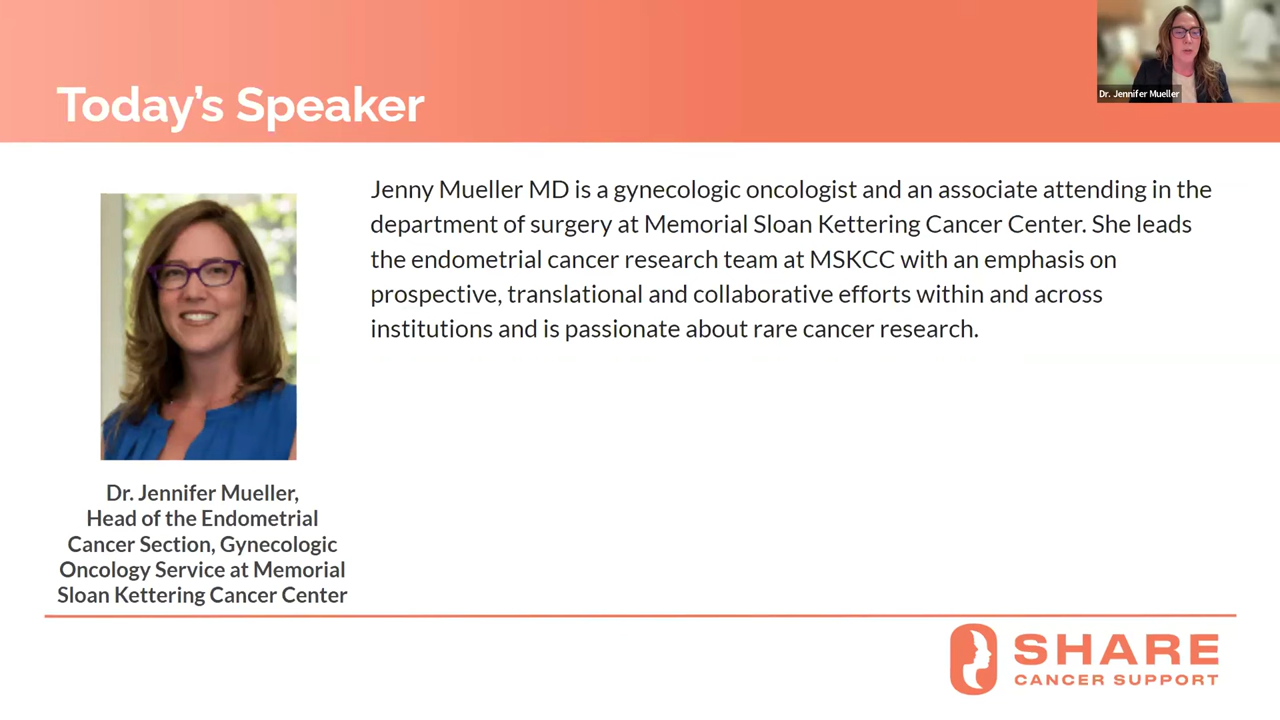 Today's Speaker
Dr. Jennifer Mueller
Jenny Mueller MD is a gynecologic oncologist and an associate attending in the
department of surgery at Memorial Sloan Kettering Cancer Center. She leads
the endometrial cancer research team at MSKCC with an emphasis on
prospective, translational and collaborative efforts within and across
institutions and is passionate about rare cancer research.
Dr. Jennifer Mueller,
Head of the Endometrial
Cancer Section, Gynecologic
Oncology Service at Memorial
Sloan Kettering Cancer Center
SHARE
CANCER SUPPORT